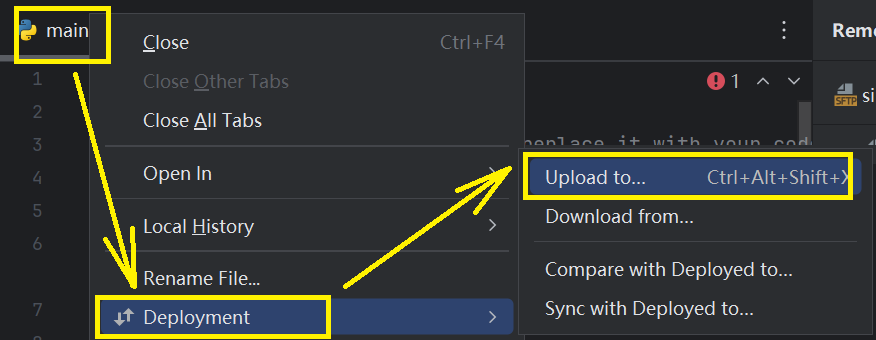 main
Close Ctrl+F4
Close Other Tabs
Close All Tabs
Open In
Local History
Rename File...
Deployment
1
2
3
4
5
6
7
1
Remo
SFTP si
place it with your cod
Upload to... Ctrl+Alt+Shift+X
Download from...
Compare with Deployed to...
Sync with Deployed to...